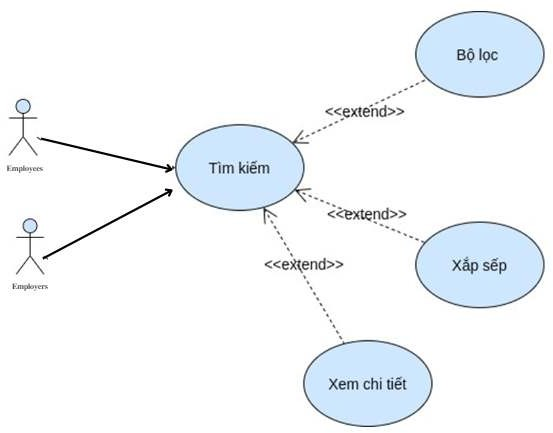 Bộ lọc
<<extend>>
Employees
Tìm kiếm
<<extend>>
Employers
<<extend>>
Xắp sếp
Xem chi tiết